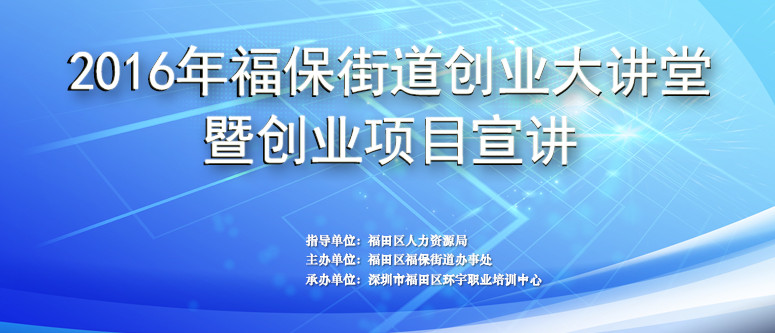 2016年福保街道创业大讲堂
暨创业项目宣讲
指导单位：福田区人力资源局
主办单位：福田区福保街道办事处
承办单位：深圳市福田区环宇职业培训中心